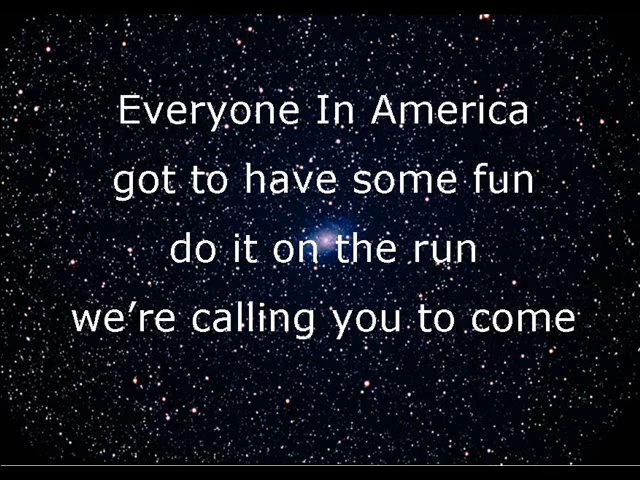 Everyone In America
got to have some fun
do it on the run
we’re calling you to come